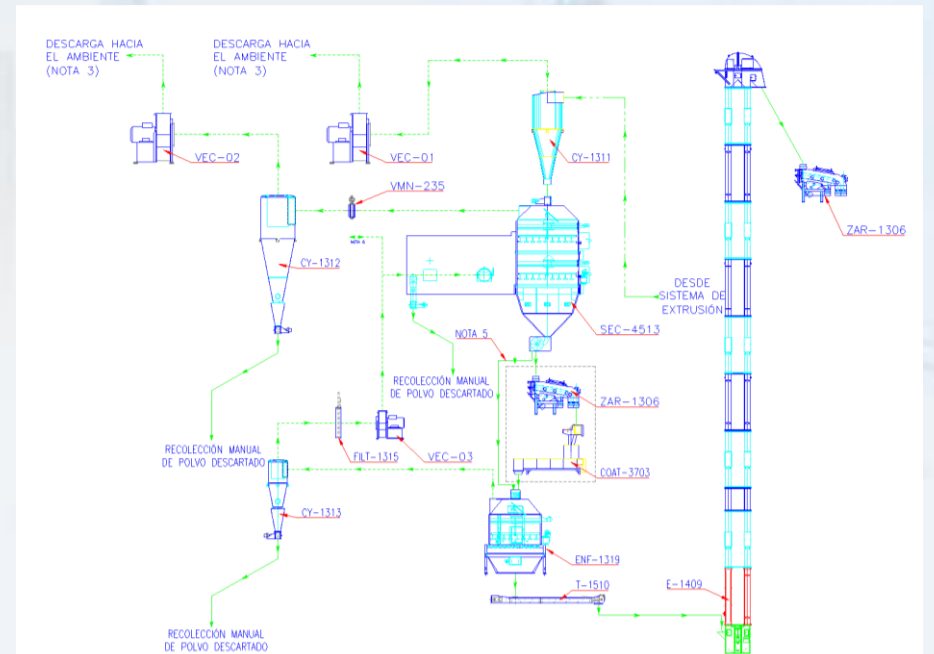 DESCARGA HACIA
EL AMBIENTE
(NOTA 3)
DESCARGA HACIA
EL AMBIENTE
(NOTA 3)
VEC-02
VEC-01
CY-1311
VMN-235
ZAR-1306
NOTA 6
CY-1312
DESDE
SISTEMA DE
EXTRUSIÓN
SEC-4513
NOTA 5
RECOLECCIÓN MANUAL
DE POLVO DESCARTADO
ZAR-1306
RECOLECCIÓN MANUAL
DE POLVO DESCARTADO
FILT-1315
VEC-03
COAT-3703
CY-1313
ENF-1319
T-1510
E-1409
RECOLECCIÓN MANUAL
DE POLVO DESCARTADO